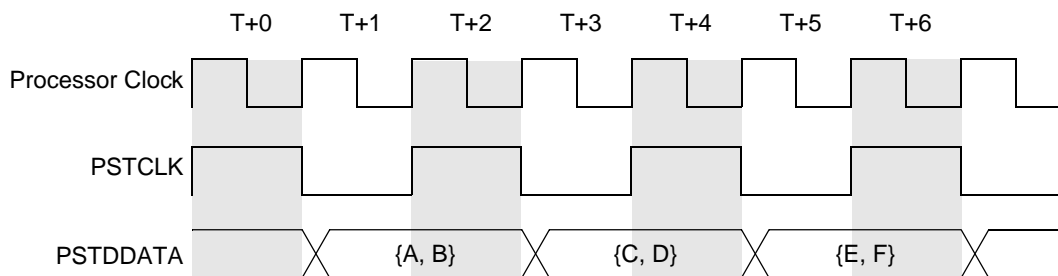 T+0 T+1 T+2 T+3 T+4 T+5 T+6
Processor Clock
PSTCLK
PSTDDATA {A, B} {C, D} {E, F}